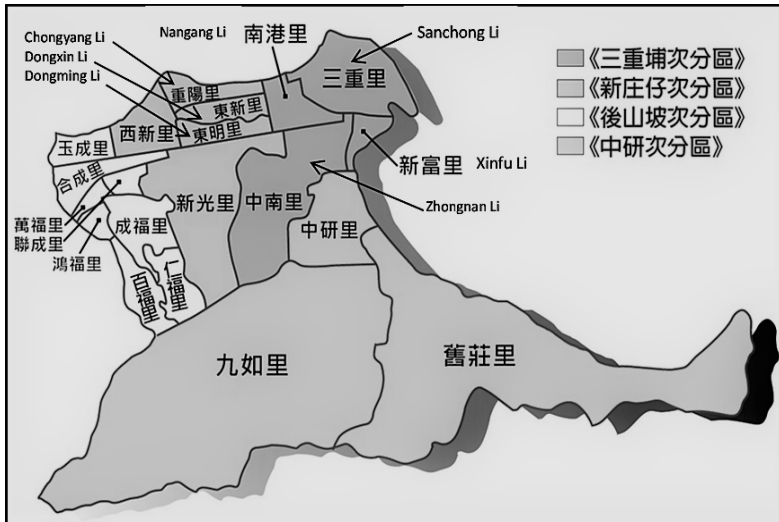 Chongyang Li
Nangang Li
南港里
Sanchong Li
Dongxin Li
Dongming Li
三重里
《三重埔次分區》
《新庄仔次分區》
《後山坡次分區》
《中研次分區》
重陽里
東新里
西新里
東明里
玉成里
合成里
新富里
Xinfu Li
新光里
中南里
Zhongnan Li
萬福里
成福里
中研里
聯成里
鴻福里
百福里
仁福里
九如里
舊莊里